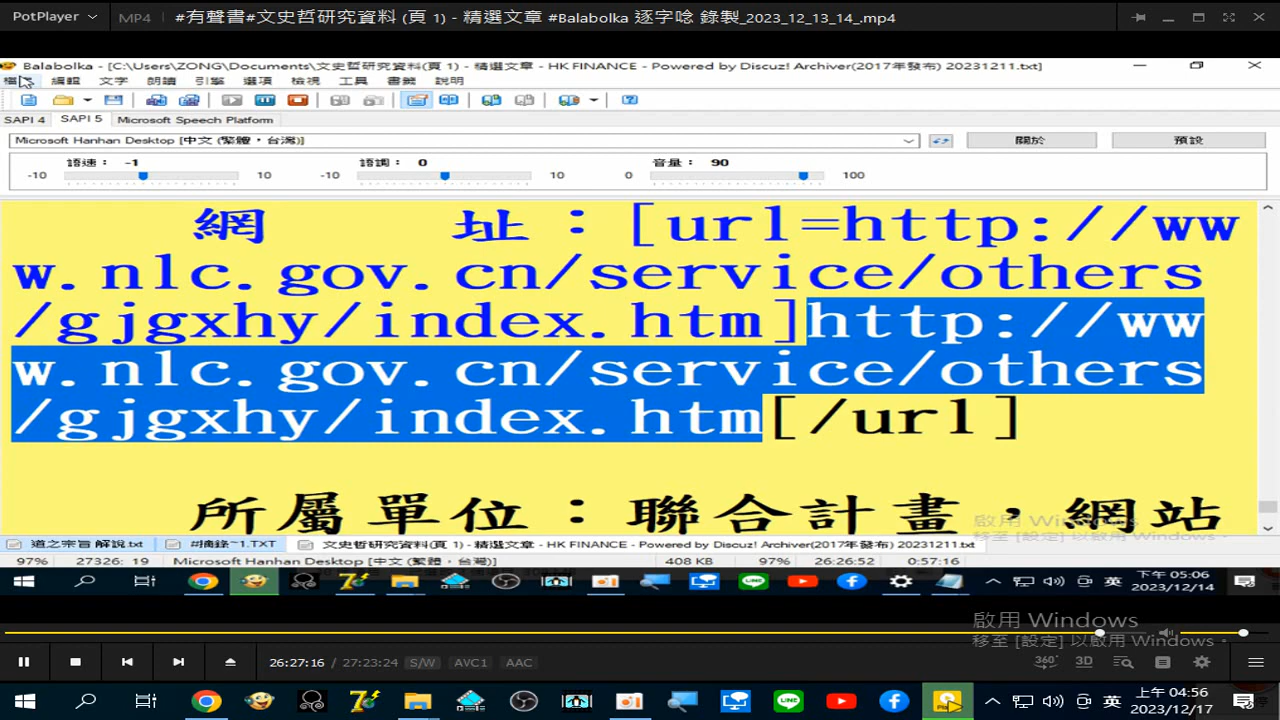 PotPlayer MP4 #有聲書#文史哲研究資料 (頁 1) - 精選文章 #Balabolka 逐字唸 錄製_2023_12_13_14_.mp4
Balabolka - [C:\Users\ZONG\Documents\文史哲研究資料(頁 1) - 精選文章 - HK FINANCE - Powered by Discuz! Archiver(2017年發布) 20231211.txt]
檔案 編輯 文字 朗讀 引擎 選項 檢視 工具 書籤 說明
SAPI 4 SAPI 5 Microsoft Speech Platform
Microsoft Hanhan Desktop [中文 (繁體，台灣)] 關於 預設
語速： -1 語調： 0 音量： 90
-10 10 -10 10 0 100
網 址：[url=http://ww
w.nlc.gov.cn/service/others
/gjgxhy/index.htm]http://ww
w.nlc.gov.cn/service/others
/gjgxhy/index.htm[/url]
所屬單位：聯合計畫，網站
啟用 Windows
移至 [設定] 以啟用 Windows。
道之宗旨 解說.txt #摘錄~1.TXT 文史哲研究資料(頁 1) - 精選文章 - HK FINANCE - Powered by Discuz! Archiver(2017年發布) 20231211.txt
97% 27326: 19 Microsoft Hanhan Desktop [中文 (繁體，台灣)] 408 KB 97% 26:26:52 0:57:16
英 下午 05:06
2023/12/14
啟用 Windows
移至 [設定] 以啟用 Windows。
26:27:16 / 27:23:24 S/W AVC1 AAC 360° 3D
英 上午 04:56
2023/12/17